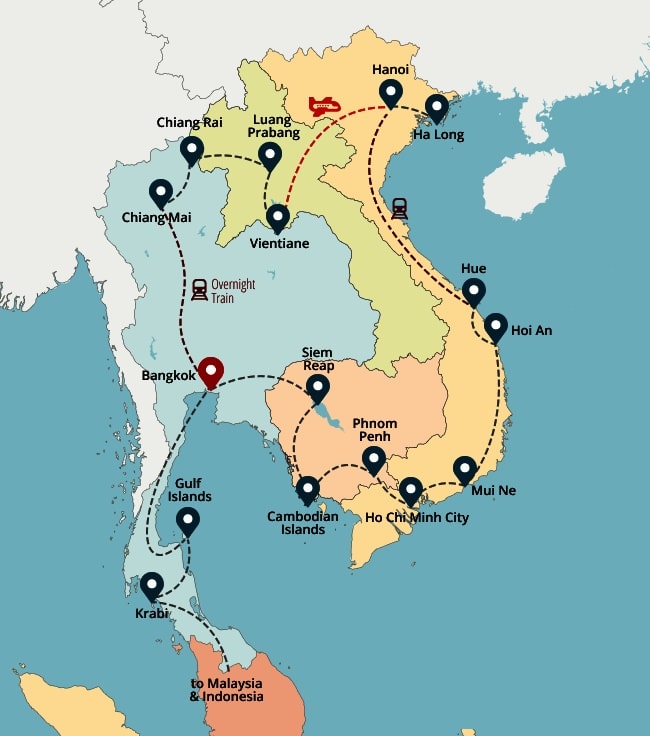 Hanoi
Ha Long
Chiang Rai
Luang
Prabang
Chiang Mai
Vientiane
Overnight
Train
Hue
Hoi An
Bangkok
Siem
Reap
Phnom
Penh
Gulf
Islands
Cambodian
Islands
Ho Chi Minh City
Mui Ne
Krabi
to Malaysia
& Indonesia